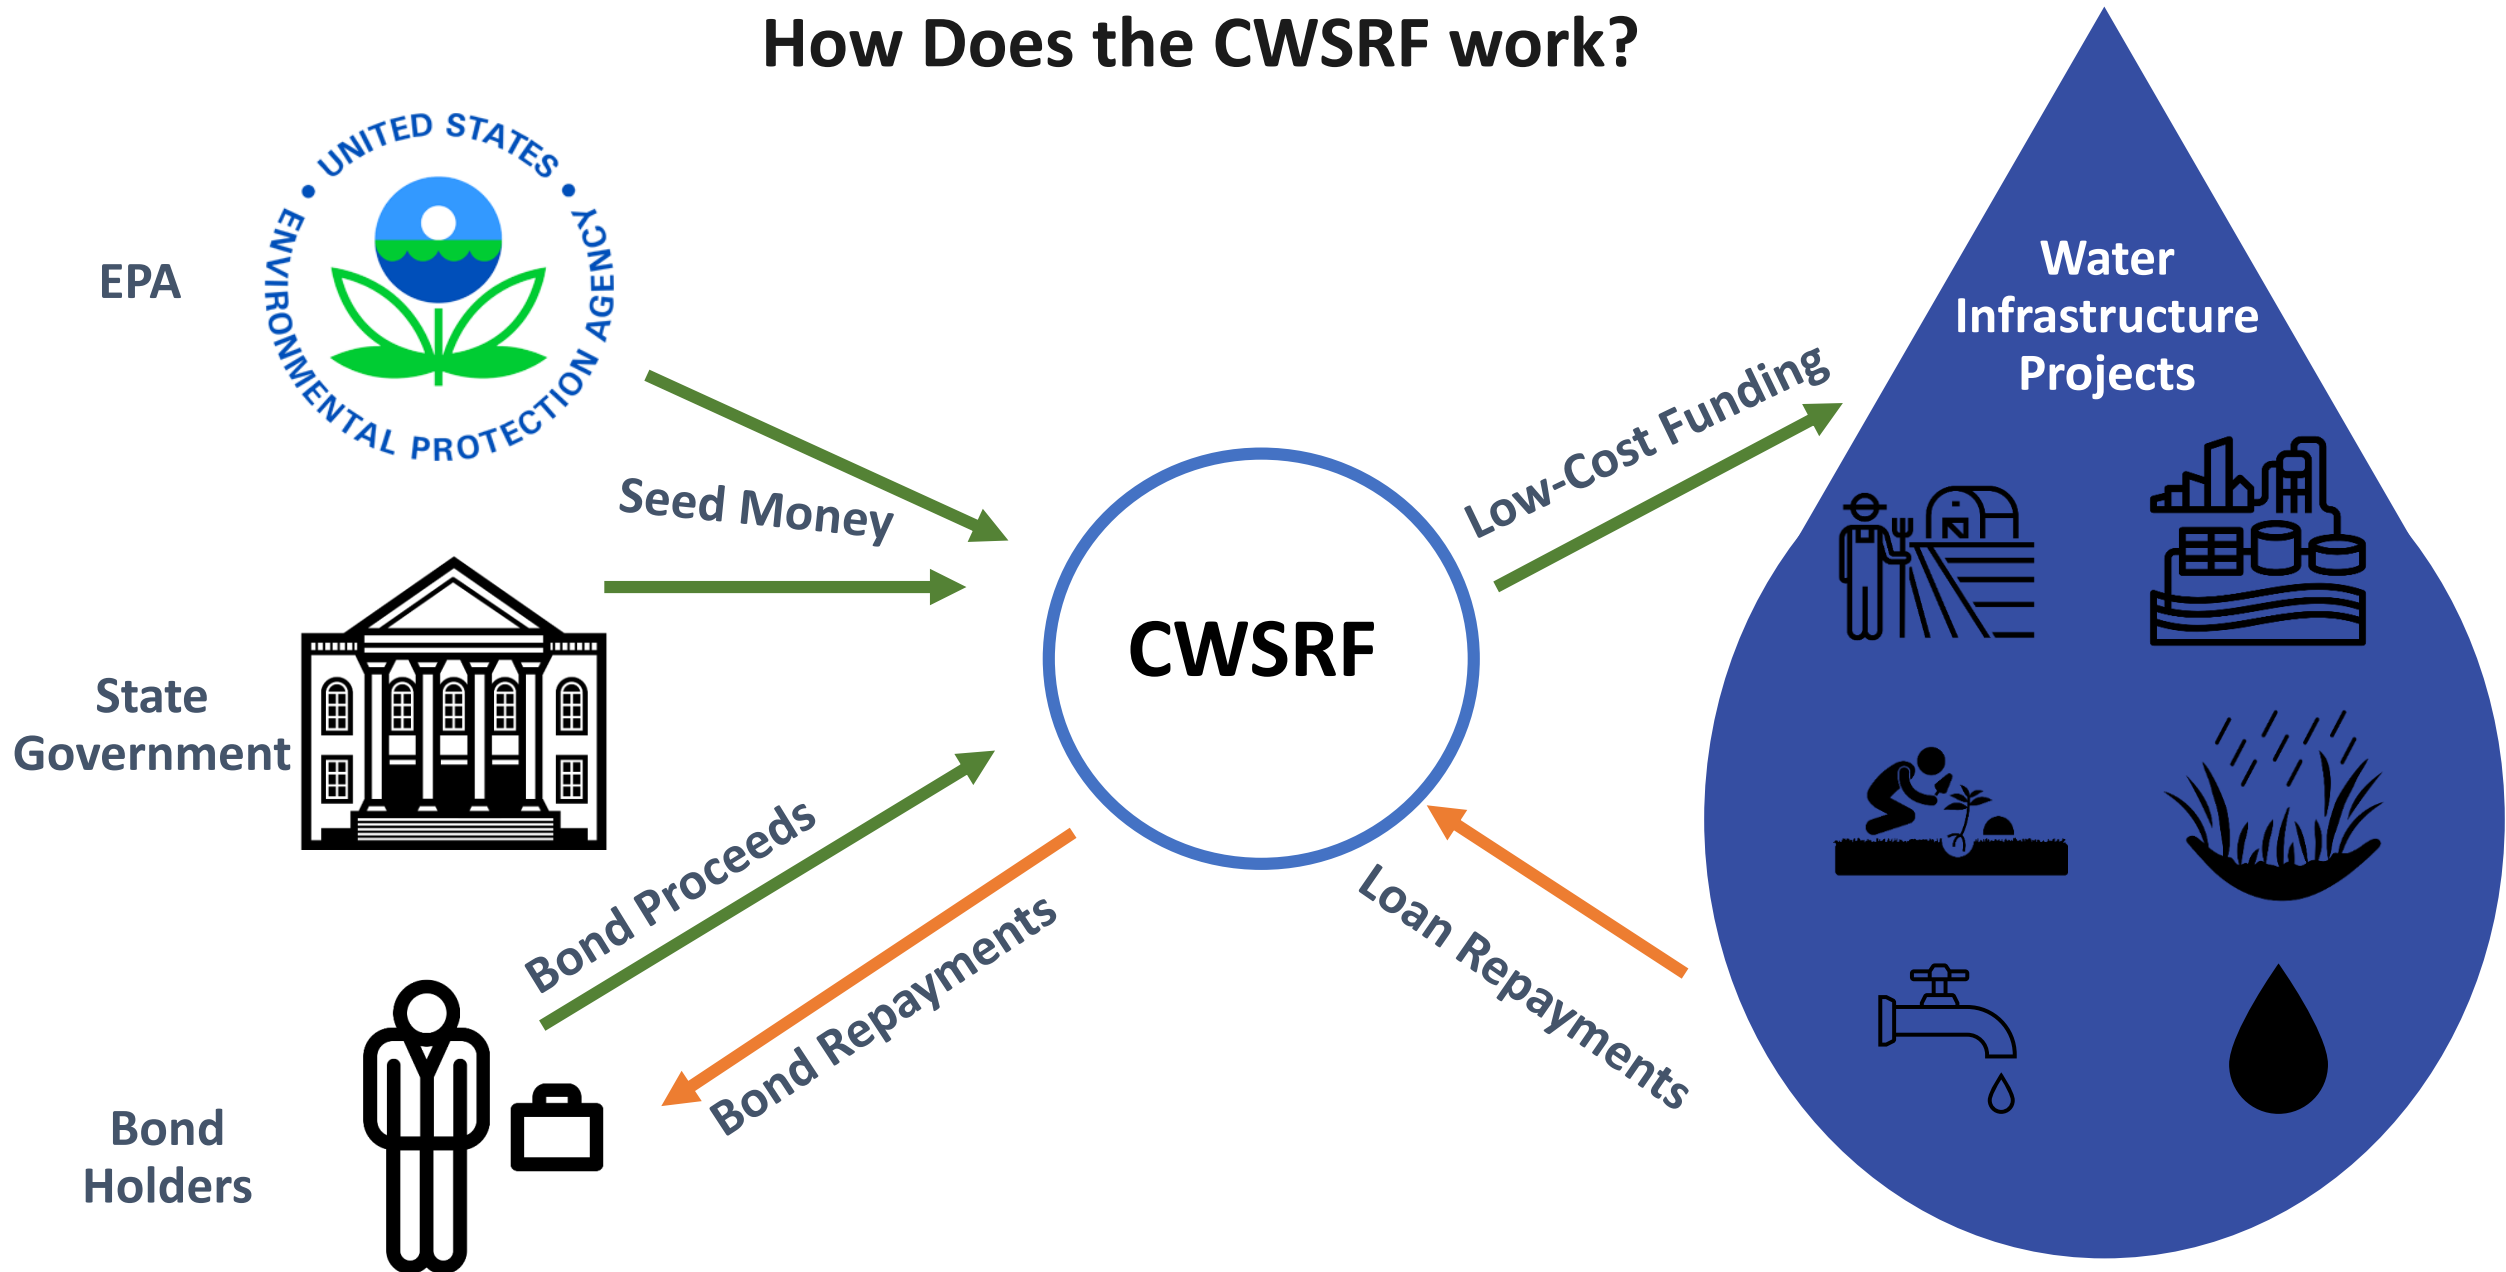 How Does the CWSRF work?
UNITED STATES
ENVIRONMENTAL PROTECTION AGENCY
EPA
Seed Money
State
Government
Bond
Holders
Bond Proceeds
Bond Repayments
CWSRF
Low-Cost Funding
Loan Repayments
Water
Infrastructure
Projects